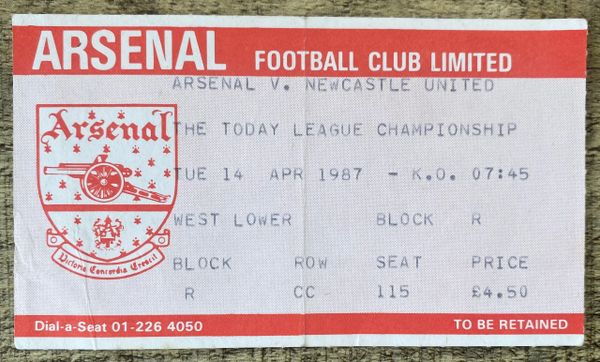 ARSENAL FOOTBALL CLUB LIMITED
ARSENAL V. NEWCASTLE UNITED
Arsenal
THE TODAY LEAGUE CHAMPIONSHIP
TUE 14 APR 1987 - K.O. 07:45
WEST LOWER BLOCK R
Victoria Concordia Crescit
BLOCK ROW SEAT PRICE
R CC 115 £4.50
Dial-a-Seat 01-226 4050 TO BE RETAINED